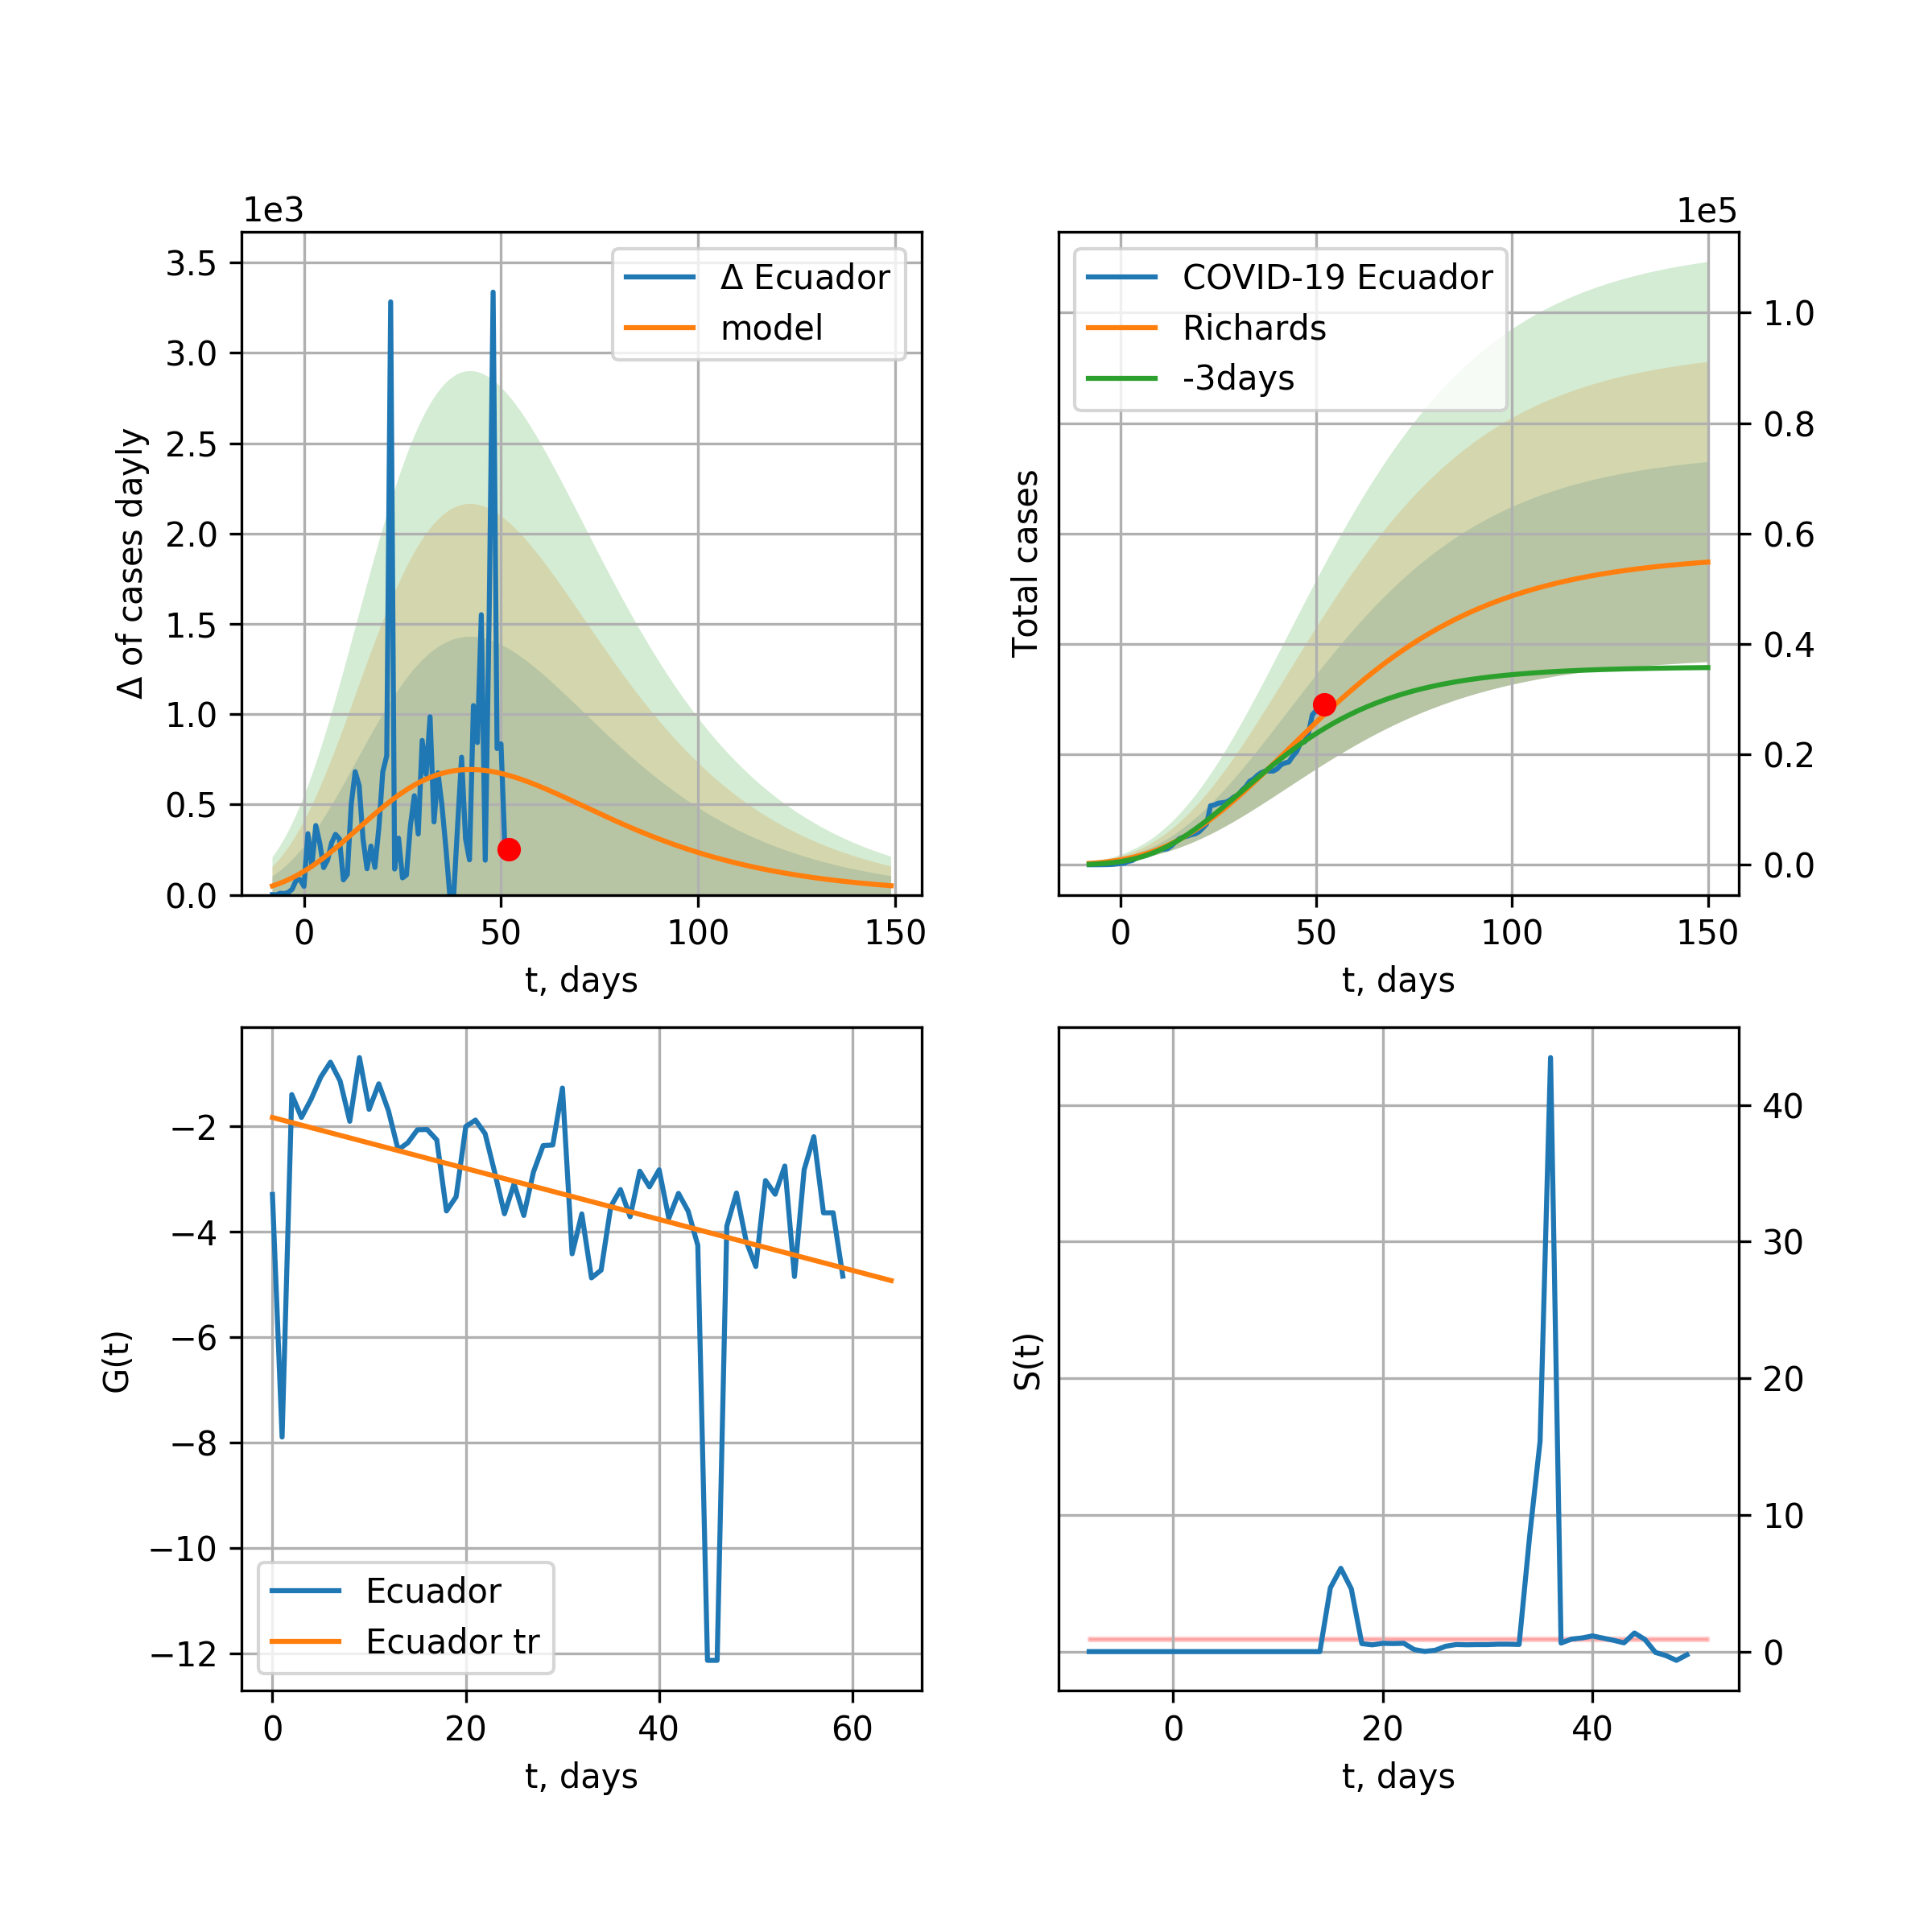 1e3
3.5
3.0
2.5
2.0
1.5
1.0
0.5
0.0
Δ of cases dayly
Δ Ecuador
model
0 50 100 150
t, days
1e5
COVID-19 Ecuador
Richards
-3days
Total cases
1.0
0.8
0.6
0.4
0.2
0.0
0 50 100 150
t, days
−2
−4
−6
−8
−10
−12
G(t)
Ecuador
Ecuador tr
0 20 40 60
t, days
S(t)
40
30
20
10
0
0 20 40
t, days